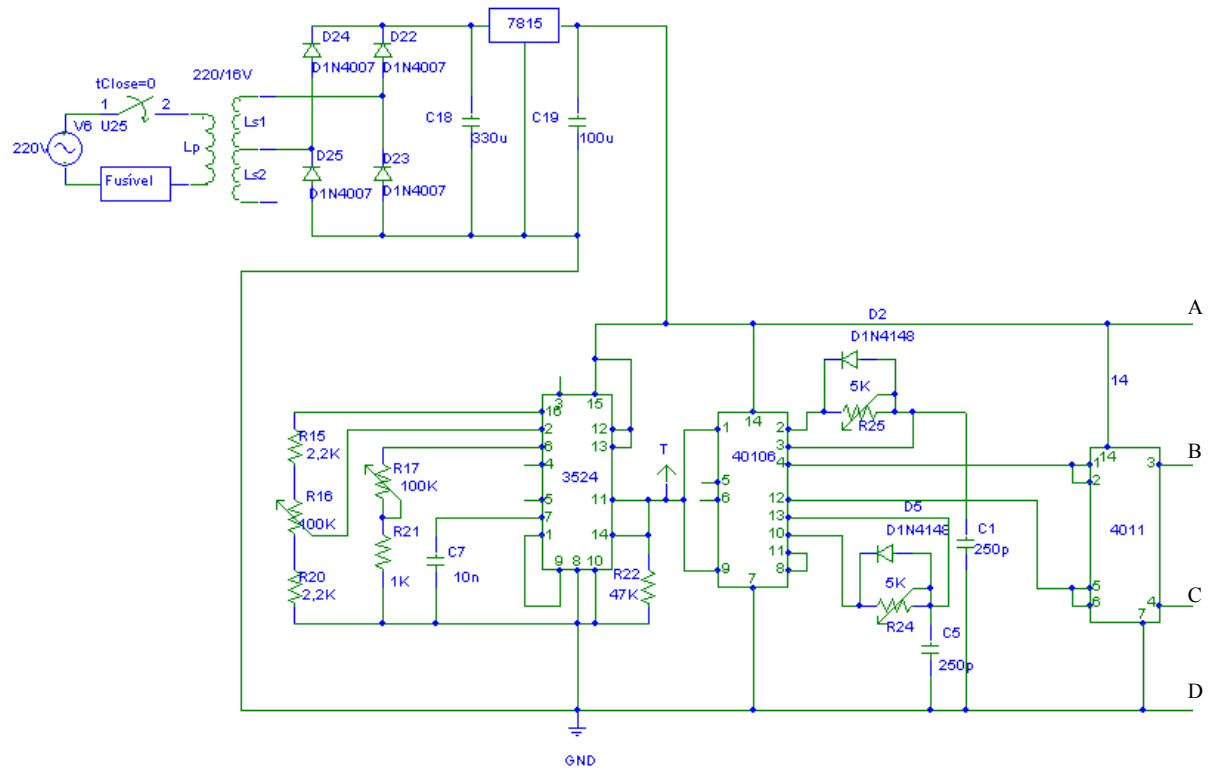 7815
D24
D22
D1N4007
D1N4007
220/16V
tClose=0
1
2
V6
U25
220V
Lp
Ls1
Ls2
Fusível
C18
330u
C19
100u
D25
D23
D1N4007
D1N4007
A
D2
D1N4148
5K
R25
14
3
15
16
2
6
4
5
7
1
12
13
11
14
9
8
10
3524
R15
2,2K
R16
100K
R20
2,2K
R17
100K
R21
1K
C7
10n
R22
47K
T
1
14
2
3
4
5
6
12
13
10
11
8
9
7
40106
D5
D1N4148
5K
R24
C1
250p
C5
250p
14
1
2
3
5
6
4
7
4011
B
C
D
GND